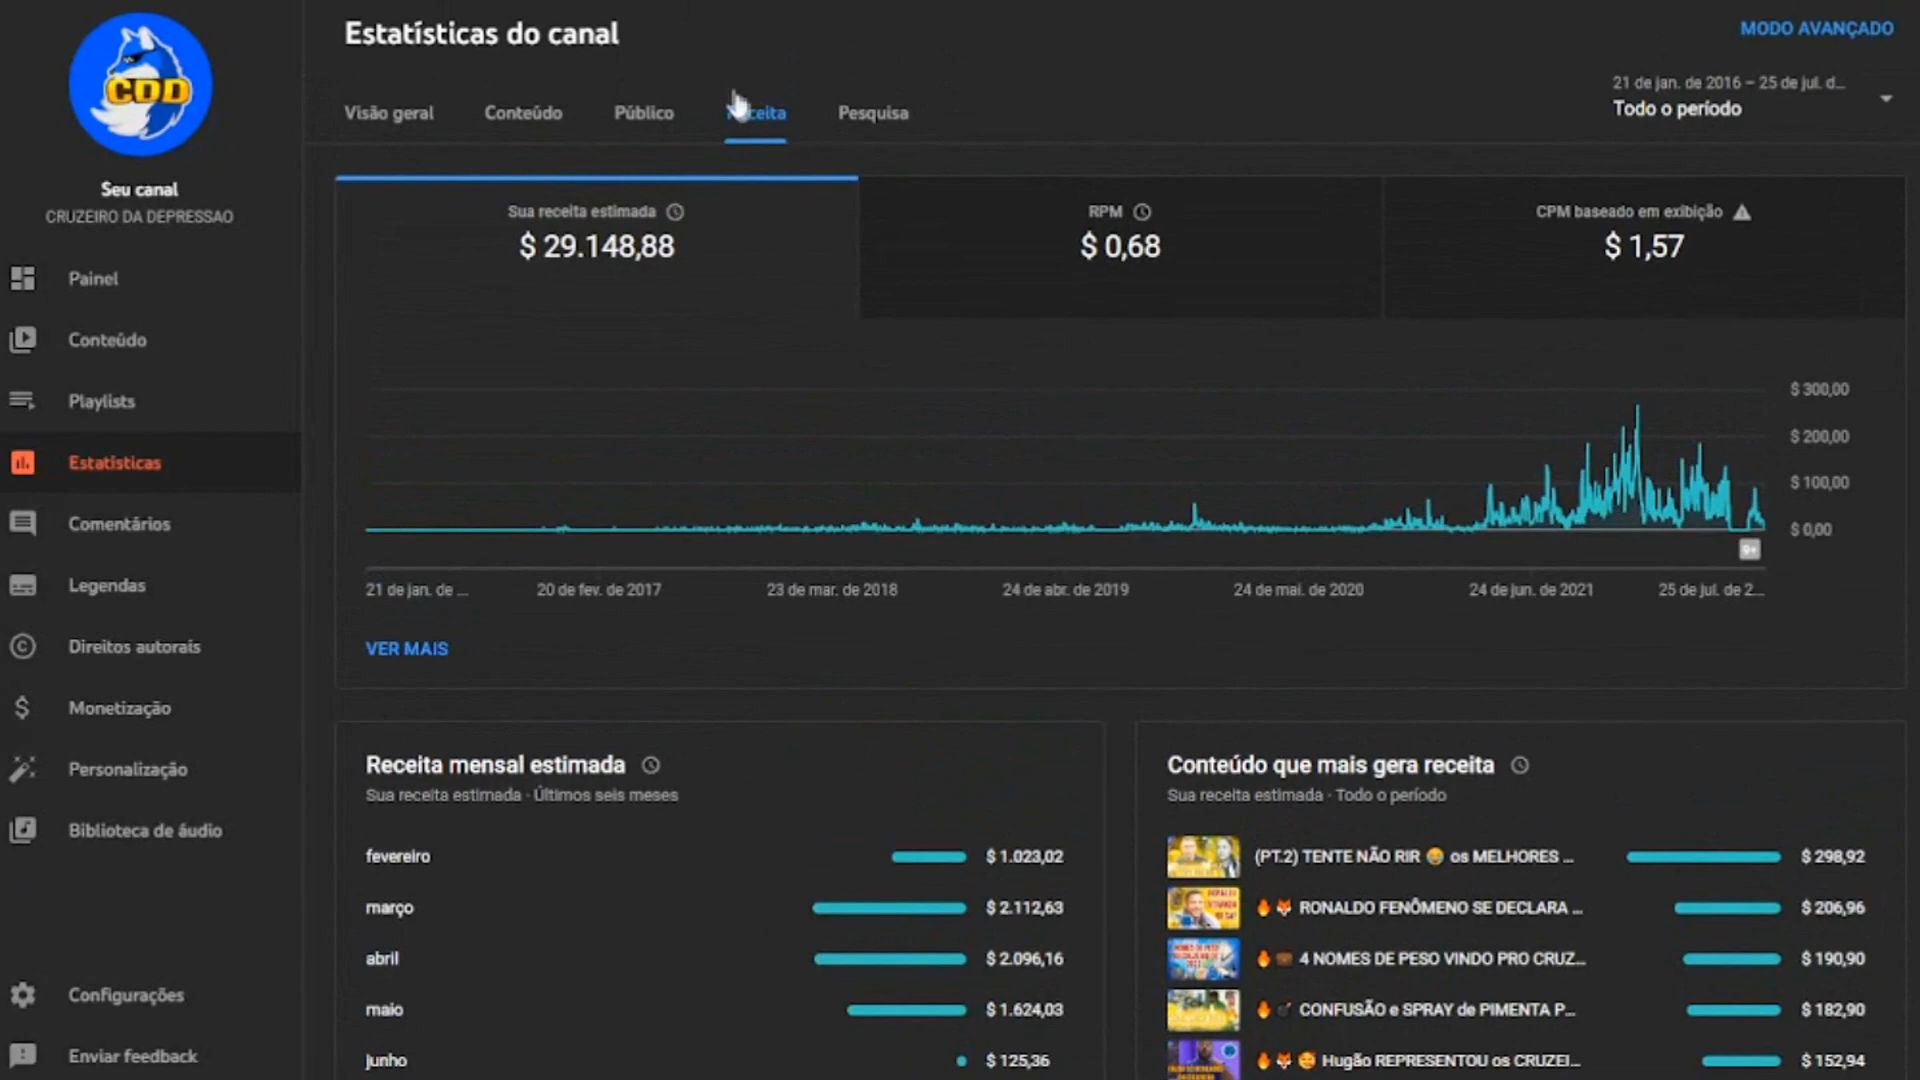 CDD
Seu canal
CRUZEIRO DA DEPRESSAO
Painel
Conteúdo
Playlists
Estatísticas
Comentários
Legendas
Direitos autorais
Monetização
Personalização
Biblioteca de áudio
Configurações
Enviar feedback
Estatísticas do canal
MODO AVANÇADO
21 de jan. de 2016 – 25 de jul. d...
Todo o período
Visão geral Conteúdo Público Pesquisa
Sua receita estimada
$ 29.148,88
RPM
$ 0,68
CPM baseado em exibição
$ 1,57
$ 300,00
$ 200,00
$ 100,00
$ 0,00
9+
21 de jan. de ... 20 de fev. de 2017 23 de mar. de 2018 24 de abr. de 2019 24 de mai. de 2020 24 de jun. de 2021 25 de jul. de 2...
VER MAIS
Receita mensal estimada
Sua receita estimada · Últimos seis meses
fevereiro $ 1.023,02
março $ 2.112,63
abril $ 2.096,16
maio $ 1.624,03
junho $ 125,36
Conteúdo que mais gera receita
Sua receita estimada · Todo o período
(PT.2) TENTE NÃO RIR 😂 os MELHORES ... $ 298,92
🔥🦊 RONALDO FENÔMENO SE DECLARA ... $ 206,96
🔥💼 4 NOMES DE PESO VINDO PRO CRUZ... $ 190,90
🔥💣 CONFUSÃO e SPRAY de PIMENTA P... $ 182,90
🔥🦊🥰 Hugão REPRESENTOU os CRUZEI... $ 152,94